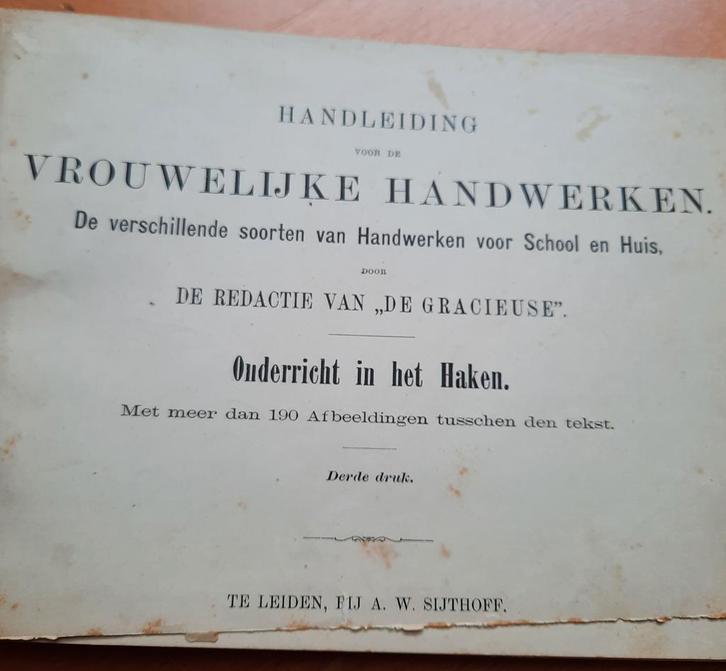 HANDLEIDING
VOOR DE
VROUWELIJKE HANDWERKEN.
De verschillende soorten van Handwerken voor School en Huis,
DOOR
DE REDACTIE VAN „DE GRACIEUSE”.
Onderricht in het Haken.
Met meer dan 190 Afbeeldingen tusschen den tekst.
Derde druk.
TE LEIDEN, BIJ A. W. SIJTHOFF.